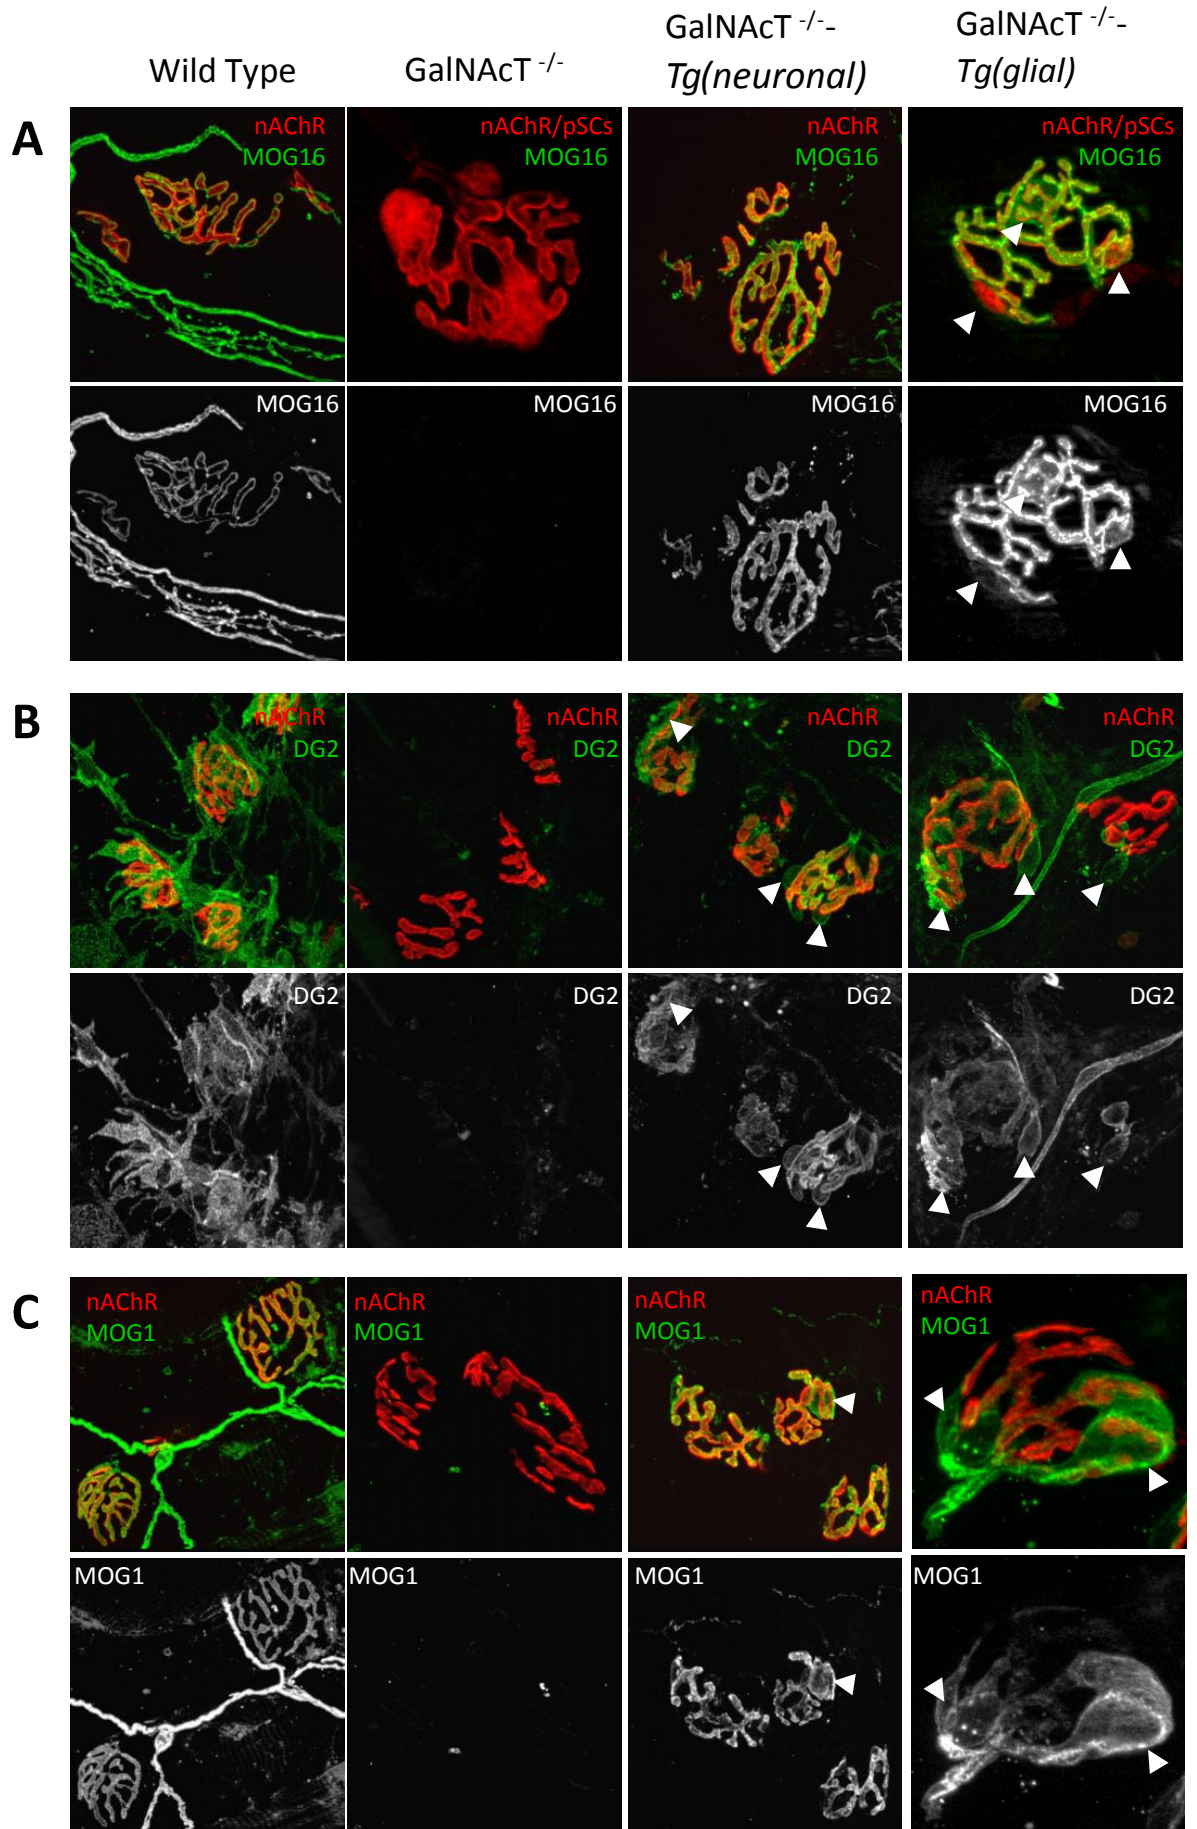 Wild Type
GalNAcT -/-
GalNAcT -/--
Tg(neuronal)
GalNAcT -/--
Tg(glial)
A
nAChR
MOG16
nAChR/pSCs
MOG16
nAChR
MOG16
nAChR/pSCs
MOG16
MOG16
MOG16
MOG16
MOG16
B
nAChR
DG2
nAChR
DG2
nAChR
DG2
nAChR
DG2
DG2
DG2
DG2
DG2
C
nAChR
MOG1
nAChR
MOG1
nAChR
MOG1
nAChR
MOG1
MOG1
MOG1
MOG1
MOG1